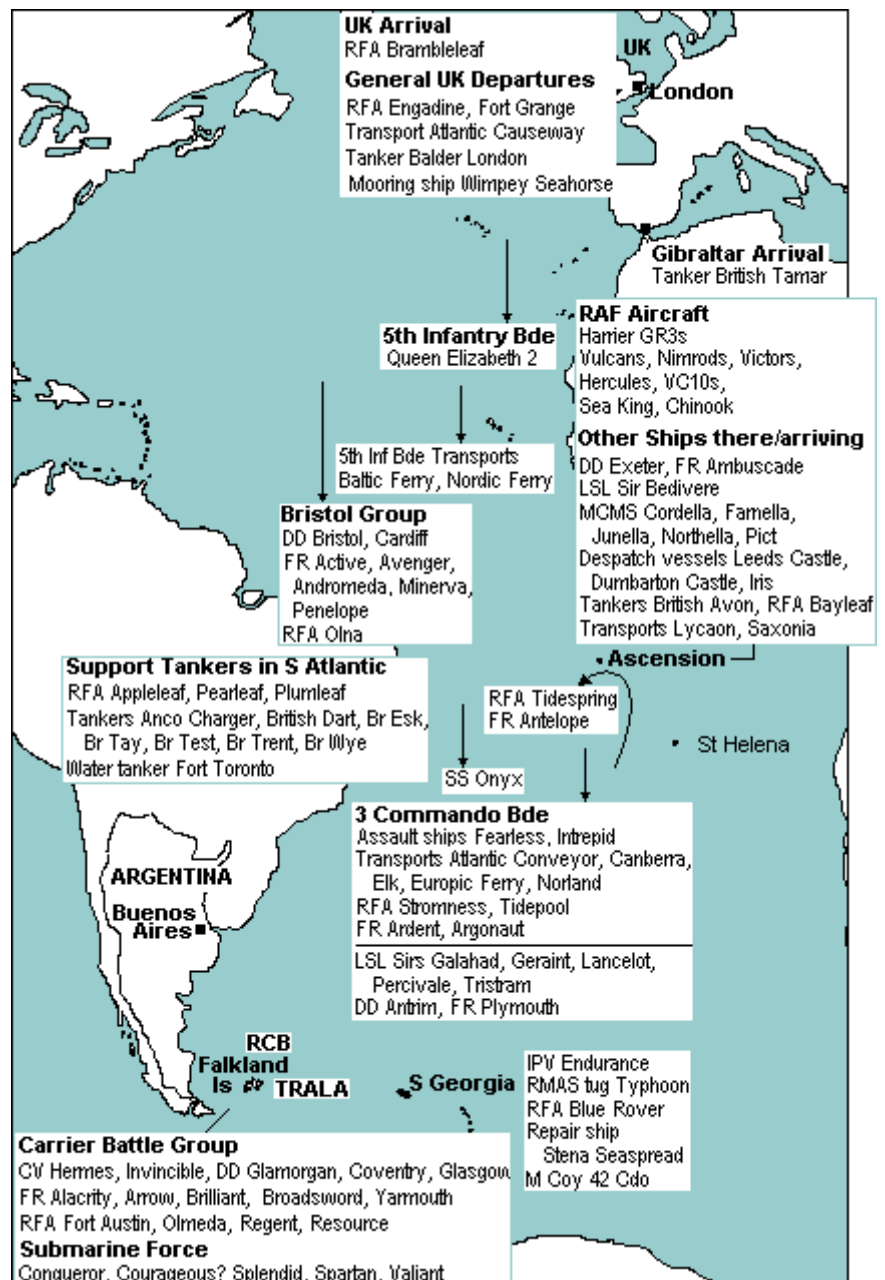 UK Arrival
RFA Brambleleaf
General UK Departures
RFA Engadine, Fort Grange
Transport Atlantic Causeway
Tanker Balder London
Mooring ship Wimpey Seahorse
UK
London
Gibraltar Arrival
Tanker British Tamar
5th Infantry Bde
Queen Elizabeth 2
RAF Aircraft
Harrier GR3s
Vulcans, Nimrods, Victors,
Hercules, VC10s,
Sea King, Chinook
Other Ships there/arriving
DD Exeter, FR Ambuscade
LSL Sir Bedivere
MCMS Cordella, Farnella,
Junella, Northella, Pict
Despatch vessels Leeds Castle,
Dumbarton Castle, Iris
Tankers British Avon, RFA Bayleaf
Transports Lycaon, Saxonia
5th Inf Bde Transports
Baltic Ferry, Nordic Ferry
Bristol Group
DD Bristol, Cardiff
FR Active, Avenger,
Andromeda, Minerva,
Penelope
RFA Olna
Ascension
Support Tankers in S Atlantic
RFA Appleleaf, Pearleaf, Plumleaf
Tankers Anco Charger, British Dart, Br Esk,
Br Tay, Br Test, Br Trent, Br Wye
Water tanker Fort Toronto
RFA Tidespring
FR Antelope
St Helena
SS Onyx
3 Commando Bde
Assault ships Fearless, Intrepid
Transports Atlantic Conveyor, Canberra,
Elk, Europic Ferry, Norland
RFA Stromness, Tidepool
FR Ardent, Argonaut
LSL Sirs Galahad, Geraint, Lancelot,
Percivale, Tristram
DD Antrim, FR Plymouth
ARGENTINA
Buenos
Aires
RCB
Falkland
Is
TRALA
S Georgia
IPV Endurance
RMAS tug Typhoon
RFA Blue Rover
Repair ship
Stena Seaspread
M Coy 42 Cdo
Carrier Battle Group
CV Hermes, Invincible, DD Glamorgan, Coventry, Glasgow
FR Alacrity, Arrow, Brilliant, Broadsword, Yarmouth
RFA Fort Austin, Olmeda, Regent, Resource
Submarine Force
Conqueror, Courageous? Splendid, Spartan, Valiant